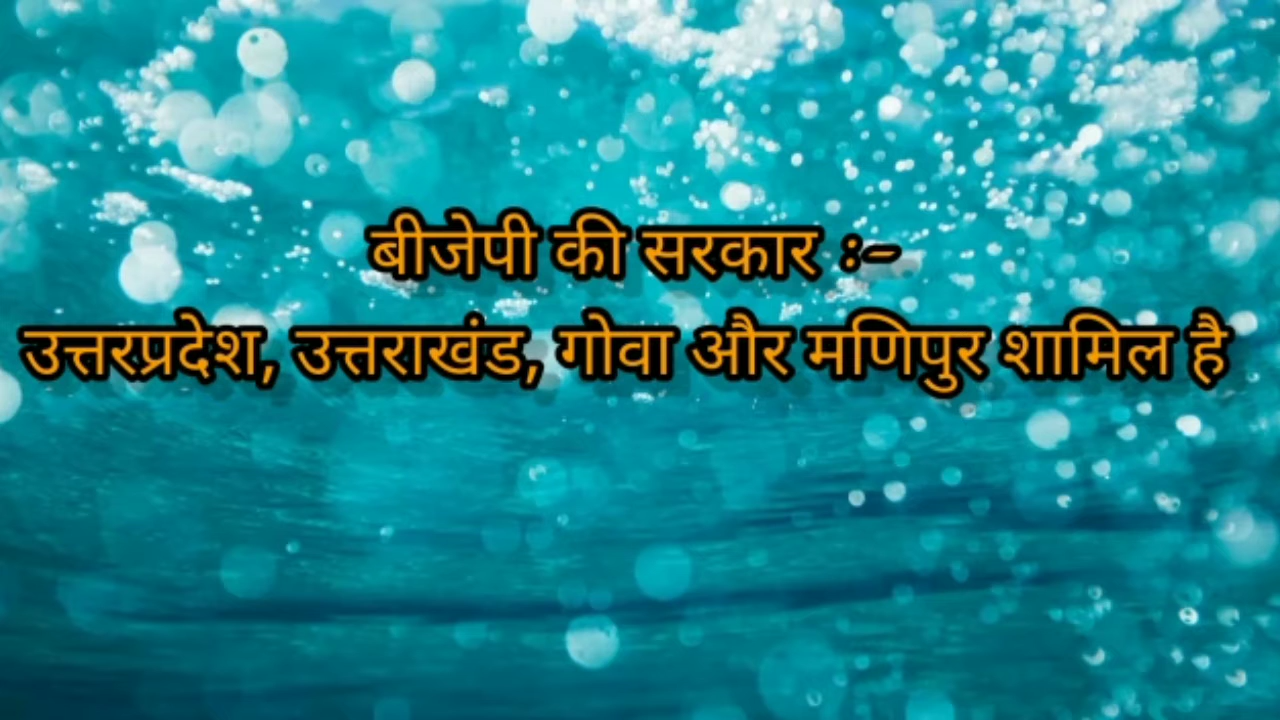 बीजेपी की सरकार :-
उत्तरप्रदेश, उत्तराखंड, गोवा और मणिपुर शामिल है